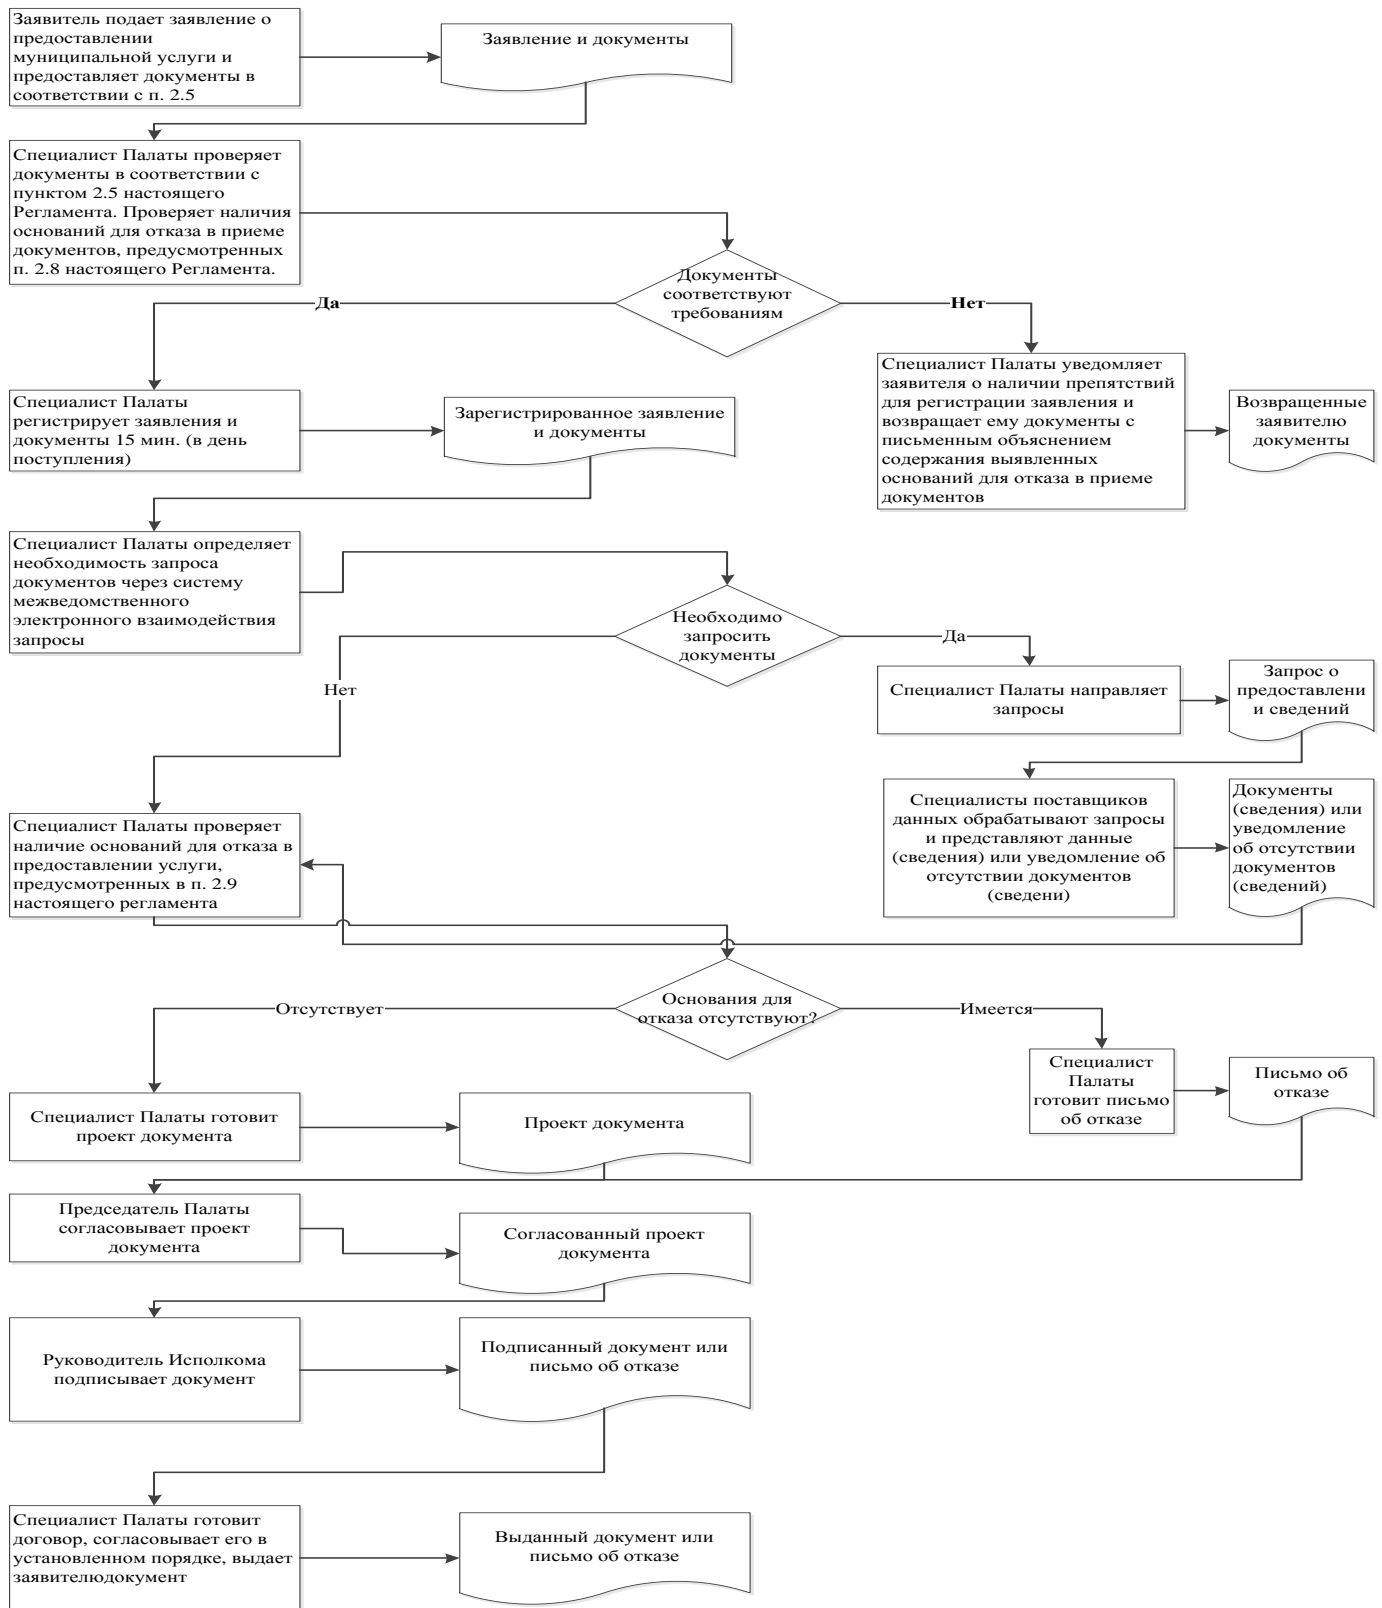 Заявитель подает заявление о
предоставлении
муниципальной услуги и
предоставляет документы в
соответствии с п. 2.5
Заявление и документы
Специалист Палаты проверяет
документы в соответствии с
пунктом 2.5 настоящего
Регламента. Проверяет наличия
оснований для отказа в приеме
документов, предусмотренных
п. 2.8 настоящего Регламента.
Документы
соответствуют
требованиям
Да
Нет
Специалист Палаты
регистрирует заявления и
документы 15 мин. (в день
поступления)
Зарегистрированное заявление
и документы
Специалист Палаты уведомляет
заявителя о наличии препятствий
для регистрации заявления и
возвращает ему документы с
письменным объяснением
содержания выявленных
оснований для отказа в приеме
документов
Возвращенные
заявителю
документы
Специалист Палаты определяет
необходимость запроса
документов через систему
межведомственного
электронного взаимодействия
запросы
Необходимо
запросить
документы
Да
Нет
Специалист Палаты направляет
запросы
Запрос о
предоставлени
и сведений
Специалисты поставщиков
данных обрабатывают запросы
и представляют данные
(сведения) или уведомление об
отсутствии документов
(сведени)
Документы
(сведения) или
уведомление
об отсутствии
документов
(сведений)
Специалист Палаты проверяет
наличие оснований для отказа в
предоставлении услуги,
предусмотренных в п. 2.9
настоящего регламента
Основания для
отказа отсутствуют?
Отсутствует
Имеется
Специалист
Палаты
готовит письмо
об отказе
Письмо об
отказе
Специалист Палаты готовит
проект документа
Проект документа
Председатель Палаты
согласовывает проект
документа
Согласованный проект
документа
Руководитель Исполкома
подписывает документ
Подписанный документ или
письмо об отказе
Специалист Палаты готовит
договор, согласовывает его в
установленном порядке, выдает
заявителюдокумент
Выданный документ или
письмо об отказе